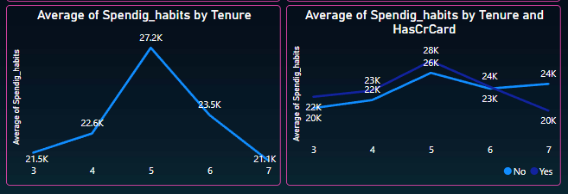 Average of Spendig_habits by Tenure
Average of Spendig_habits
27.2K
22.6K
23.5K
21.5K
21.1K
3 4 5 6 7
Average of Spendig_habits by Tenure and
HasCrCard
Average of Spendig_habits
28K
26K
23K
22K
24K
23K
24K
22K
20K
20K
3 4 5 6 7
No Yes